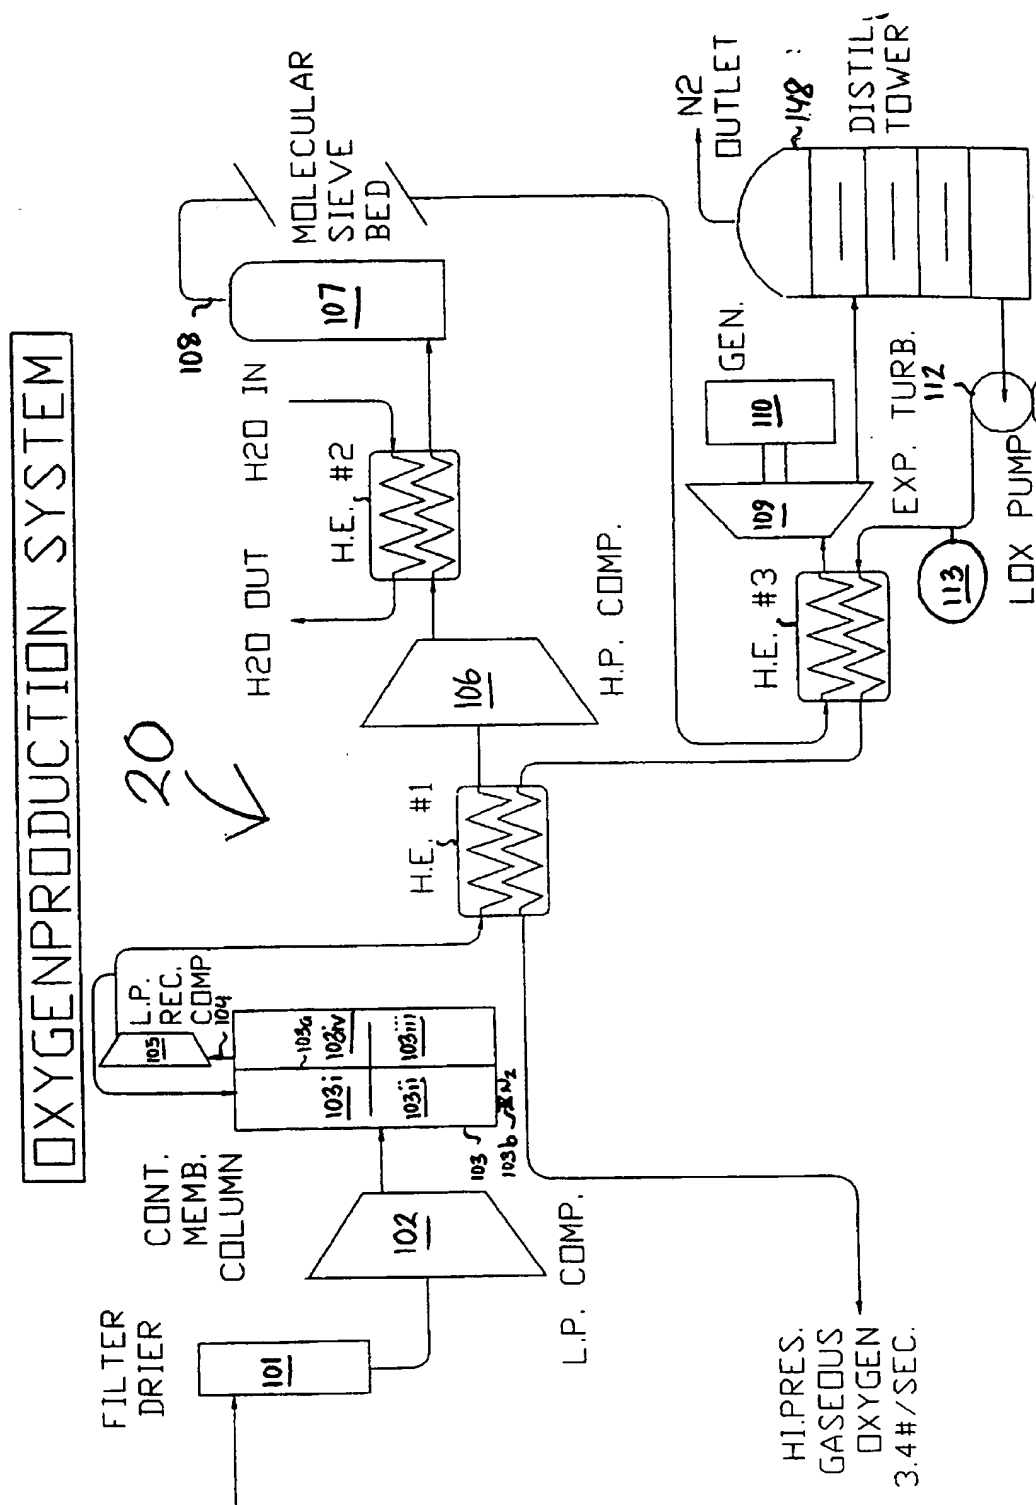 OXYGENPRODUCTION SYSTEM
20
FILTER
DRIER
101
CONT.
MEMB.
COLUMN
102
L.P. COMP.
103i
103ii
103iv
103iii
103a
103
103b
N2
104
105
L.P.
REC.
COMP.
H.E. #1
106
H.P. COMP.
H2O OUT
H2O IN
H.E. #2
107
108
MOLECULAR
SIEVE
BED
H.E. #3
109
110
GEN.
EXP. TURB.
112
113
LOX PUMP
N2
OUTLET
148
TOWER
HI.PRES.
GASEOUS
OXYGEN
3.4#/SEC.